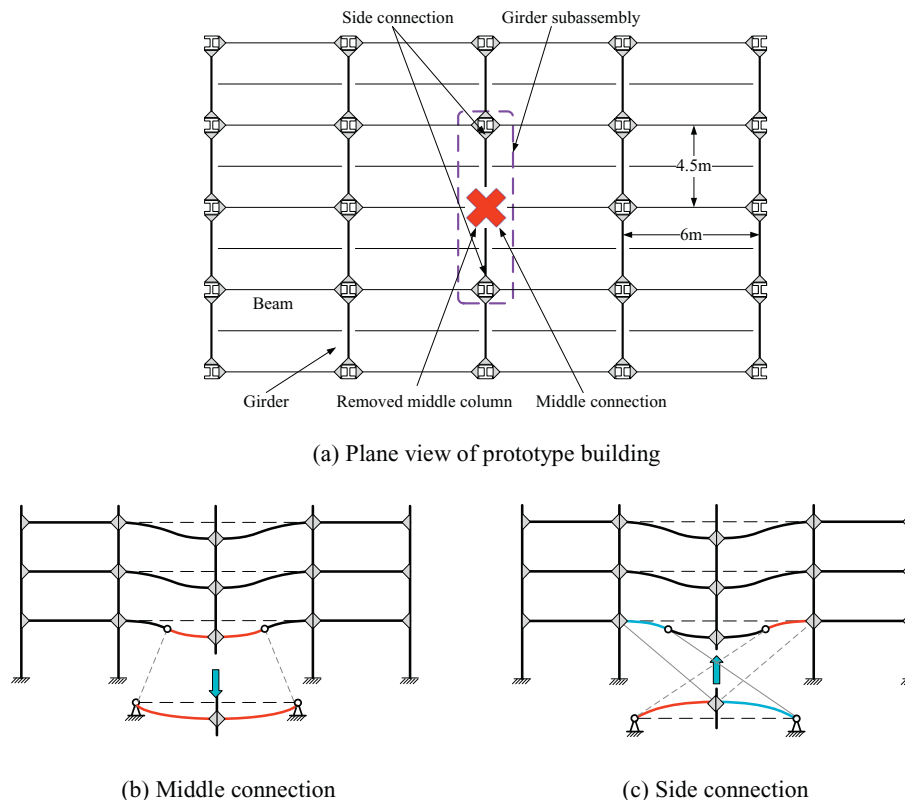 Side connection
Girder subassembly
4.5m
6m
Beam
Girder
Removed middle column
Middle connection
(a) Plane view of prototype building
(b) Middle connection
(c) Side connection